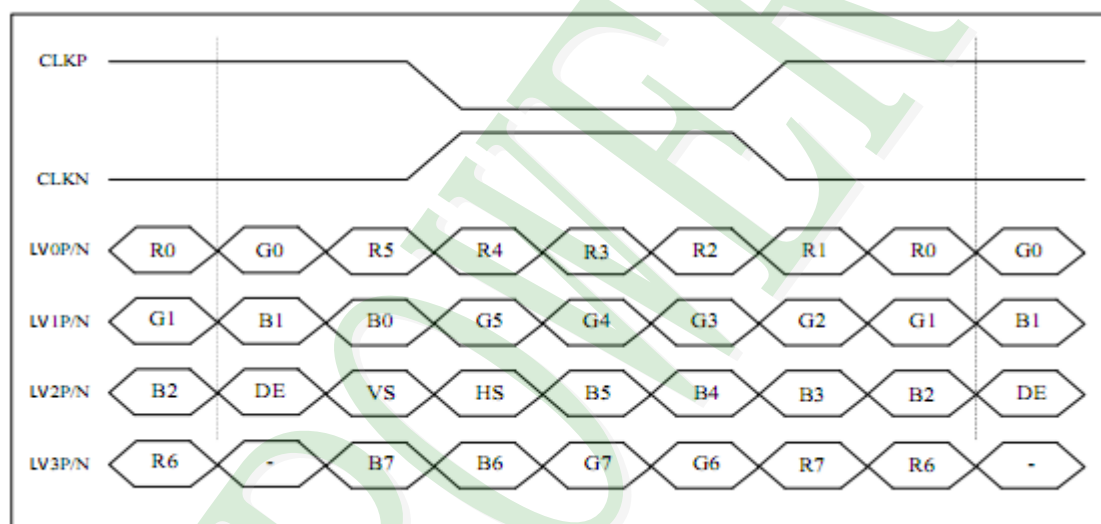 CLKP
CLKN
LV0P/N R0 G0 R5 R4 R3 R2 R1 R0 G0
LV1P/N G1 B1 B0 G5 G4 G3 G2 G1 B1
LV2P/N B2 DE VS HS B5 B4 B3 B2 DE
LV3P/N R6 - B7 B6 G7 G6 R7 R6 -